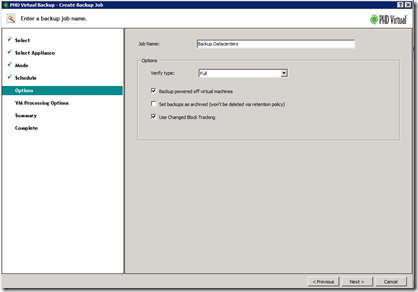 PHD Virtual Backup - Create Backup Job
Enter a backup job name.
PHD Virtual
Select
Select Appliance
Mode
Schedule
Options
VM Processing Options
Summary
Complete
Job Name: Backup Datacenters
Options
Verify type: Full
Backup powered off virtual machines
Set backups as archived (won't be deleted via retention policy)
Use Changed Block Tracking
< Previous Next > Cancel